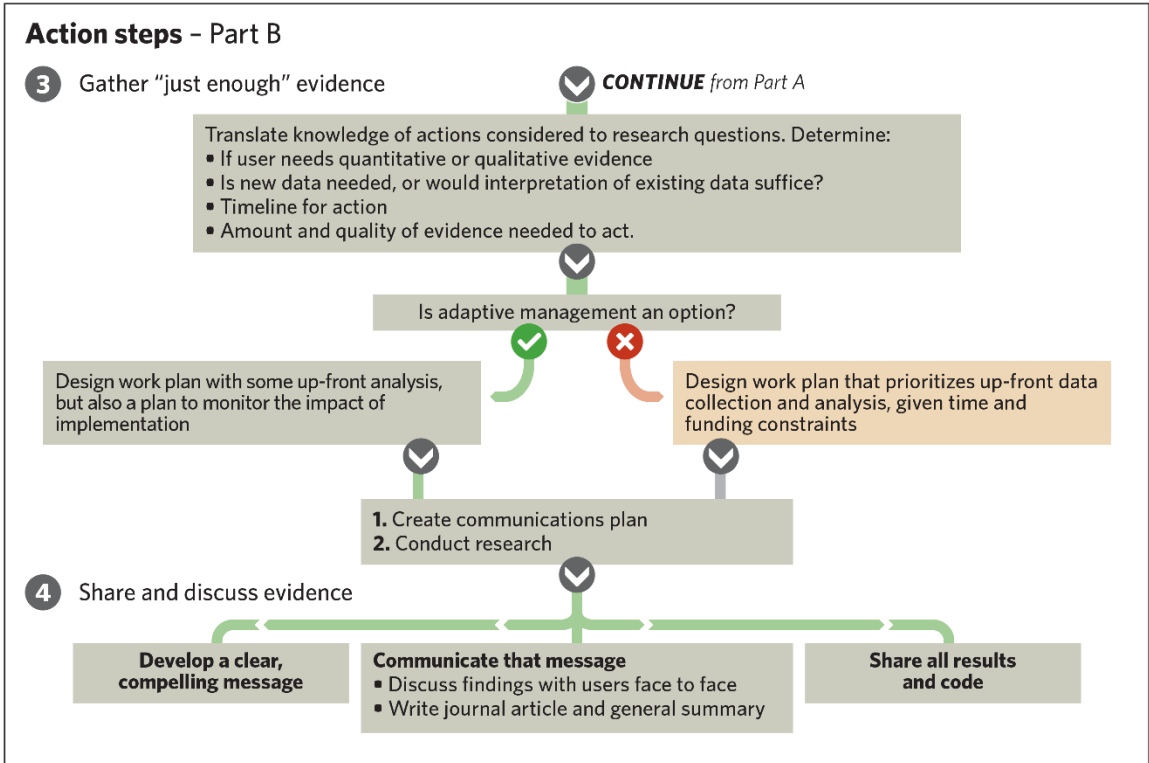 Action steps – Part B
3 Gather “just enough” evidence
CONTINUE from Part A
Translate knowledge of actions considered to research questions. Determine:
• If user needs quantitative or qualitative evidence
• Is new data needed, or would interpretation of existing data suffice?
• Timeline for action
• Amount and quality of evidence needed to act.
Is adaptive management an option?
Design work plan with some up-front analysis,
but also a plan to monitor the impact of
implementation
Design work plan that prioritizes up-front data
collection and analysis, given time and
funding constraints
1. Create communications plan
2. Conduct research
4 Share and discuss evidence
Develop a clear,
compelling message
Communicate that message
• Discuss findings with users face to face
• Write journal article and general summary
Share all results
and code